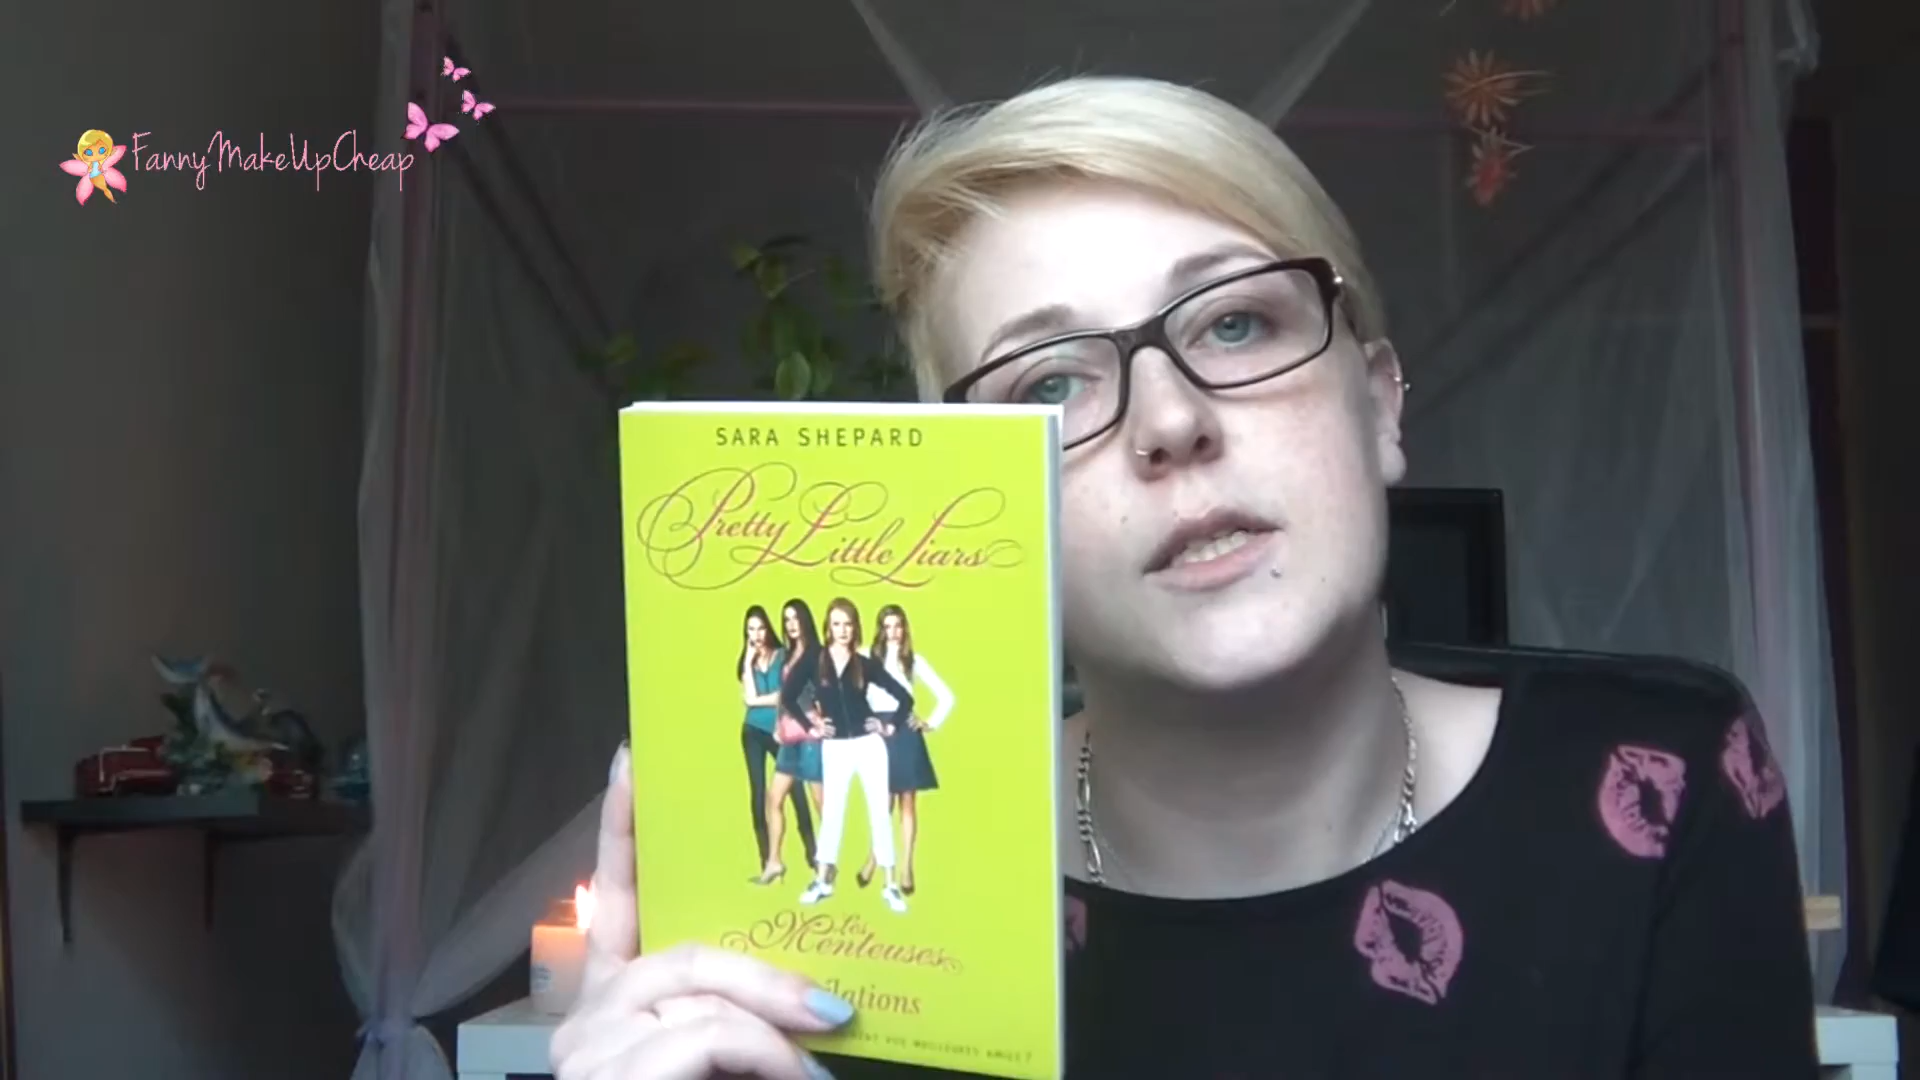 FannyMakeUpCheap
SARA SHEPARD
Pretty Little Liars
Les
Menteuses